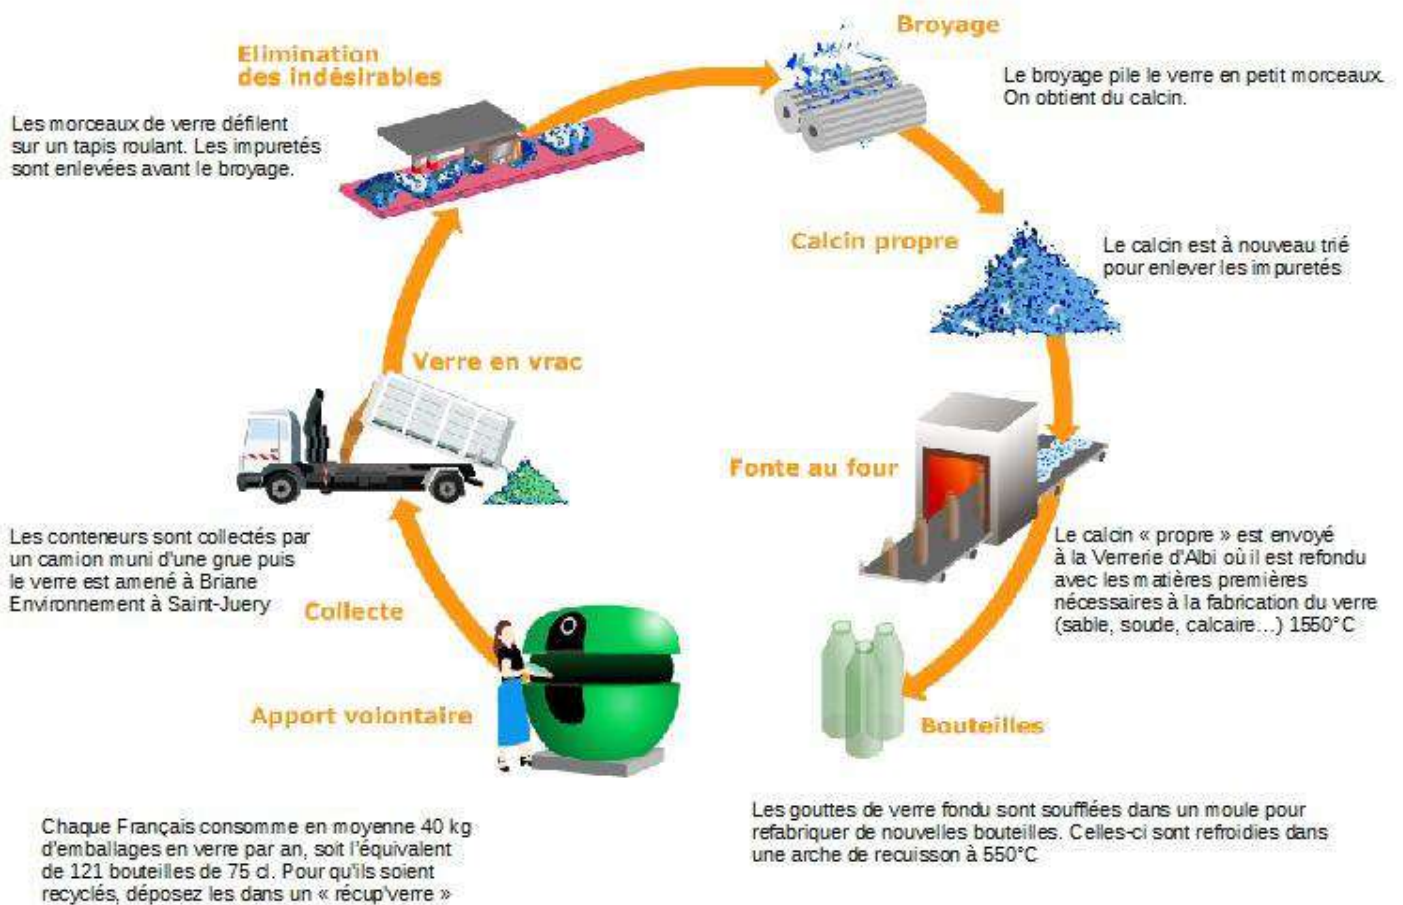 Elimination
des indésirables
Les morceaux de verre défilent
sur un tapis roulant. Les impuretés
sont enlevées avant le broyage.
Broyage
Le broyage pile le verre en petit morceaux.
On obtient du calcin.
Calcin propre
Le calcin est à nouveau trié
pour enlever les impuretés
Verre en vrac
Fonte au four
Les conteneurs sont collectés par
un camion muni d'une grue puis
le verre est amené à Briane
Environnement à Saint-Juery
Collecte
Le calcin « propre » est envoyé
à la Verrerie d'Albi où il est refondu
avec les matières premières
nécessaires à la fabrication du verre
(sable, soude, calcaire...) 1550°C
Apport volontaire
Bouteilles
Chaque Français consomme en moyenne 40 kg
d'emballages en verre par an, soit l'équivalent
de 121 bouteilles de 75 cl. Pour qu'ils soient
recyclés, déposez les dans un « récup'verre »
Les gouttes de verre fondu sont soufflées dans un moule pour
refabriquer de nouvelles bouteilles. Celles-ci sont refroidies dans
une arche de recuisson à 550°C